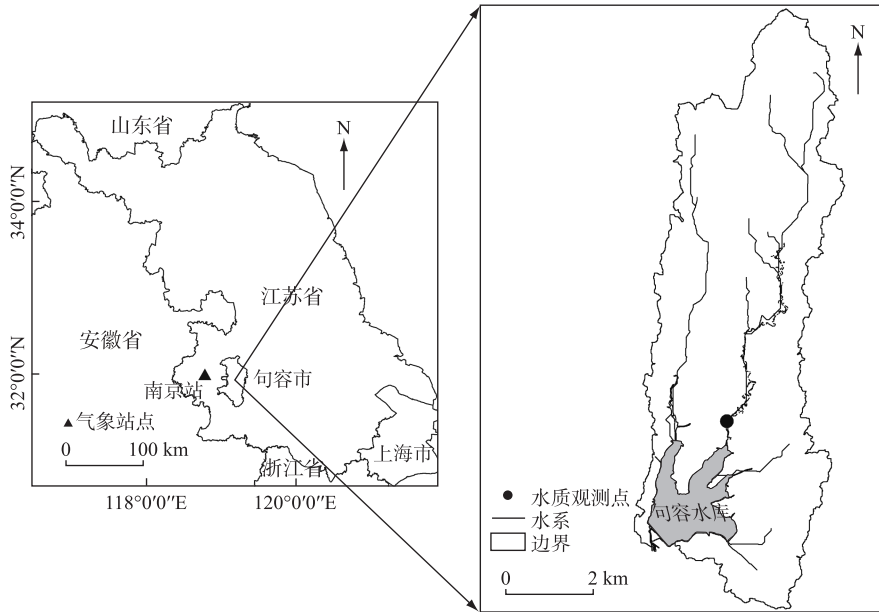 山东省
N
34°0′0″N
江苏省
安徽省
32°0′0″N
南京站
句容市
▲气象站点
0 100 km
上海市
浙江省
118°0′0″E 120°0′0″E
N
句容水库
水质观测点
水系
边界
0 2 km